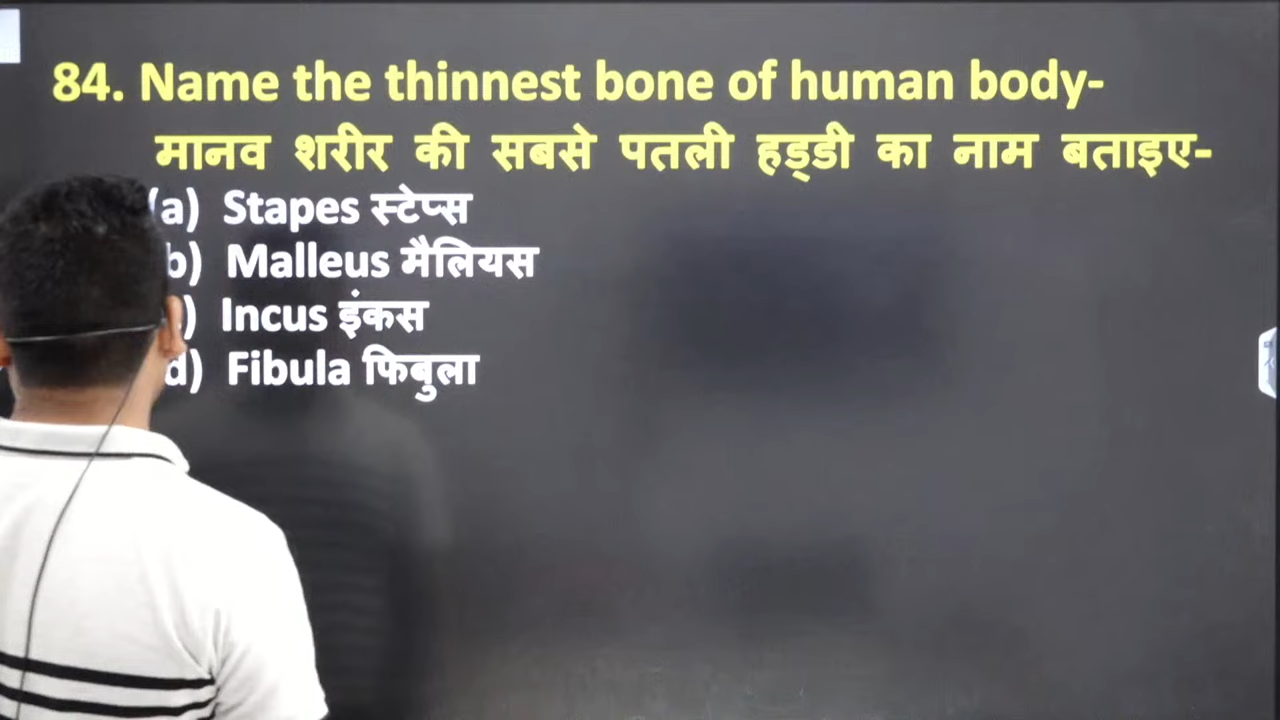 84. Name the thinnest bone of human body-
मानव शरीर की सबसे पतली हड्डी का नाम बताइए-
(a) Stapes स्टेप्स
b) Malleus मैलियस
) Incus इंकस
d) Fibula फिबुला